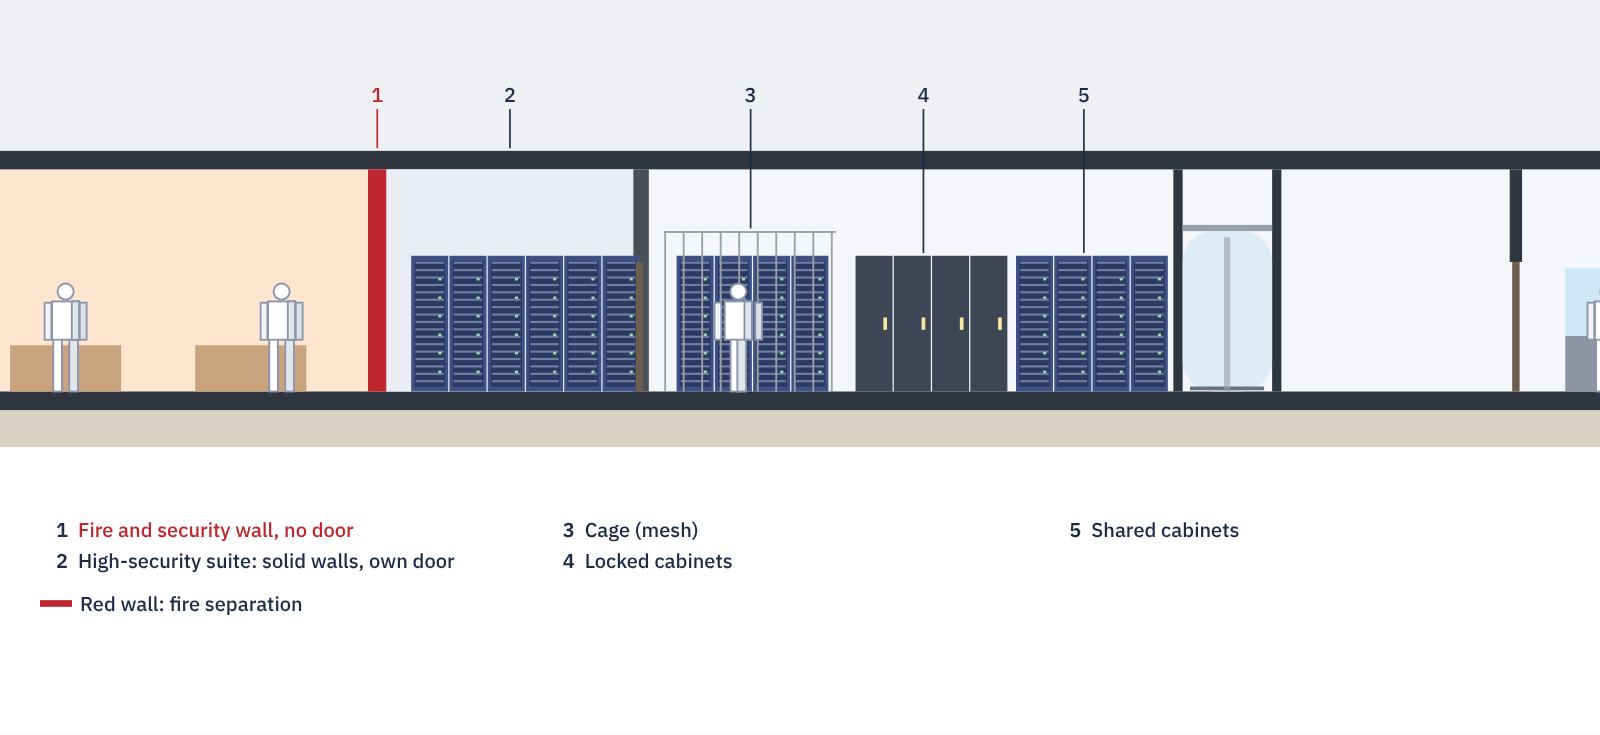 1 2 3 4 5
1 Fire and security wall, no door
2 High-security suite: solid walls, own door
3 Cage (mesh)
4 Locked cabinets
5 Shared cabinets
Red wall: fire separation